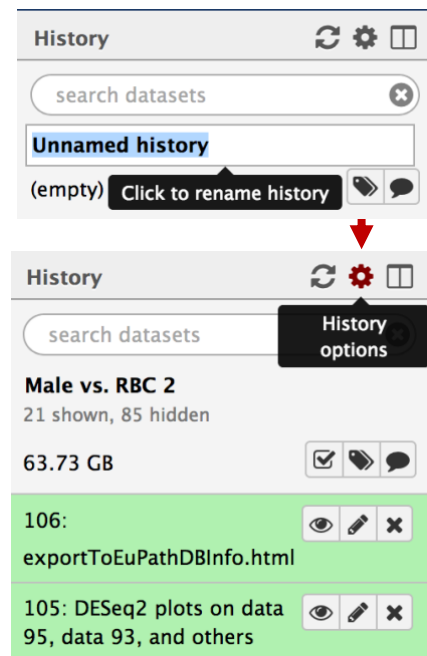 History
search datasets
Unnamed history
(empty)
Click to rename history
History
History
options
search datasets
Male vs. RBC 2
21 shown, 85 hidden
63.73 GB
106:
exportToEuPathDBInfo.html
105: DESeq2 plots on data
95, data 93, and others